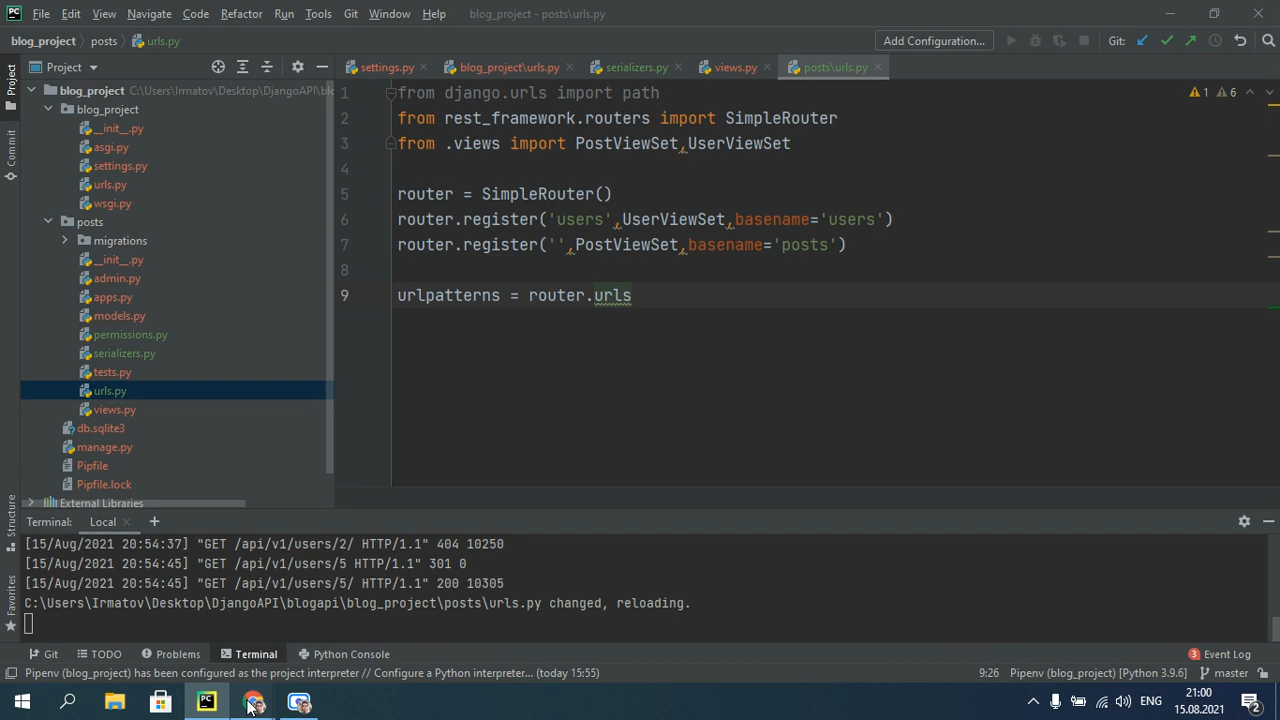 PC File Edit View Navigate Code Refactor Run Tools Git Window Help blog_project - posts\urls.py
blog_project posts urls.py Add Configuration... Git:
Project
settings.py blog_project\urls.py serializers.py views.py posts\urls.py
blog_project C:\Users\Irmatov\Desktop\DjangoAPI\blo
blog_project
__init__.py
asgi.py
settings.py
urls.py
wsgi.py
posts
migrations
__init__.py
admin.py
apps.py
models.py
permissions.py
serializers.py
tests.py
urls.py
views.py
db.sqlite3
manage.py
Pipfile
Pipfile.lock
External Libraries
Project
Commit
Structure
Favorites
1 from django.urls import path
2 from rest_framework.routers import SimpleRouter
3 from .views import PostViewSet,UserViewSet
4
5 router = SimpleRouter()
6 router.register('users',UserViewSet,basename='users')
7 router.register('',PostViewSet,basename='posts')
8
9 urlpatterns = router.urls
1 6
Terminal: Local
[15/Aug/2021 20:54:37] "GET /api/v1/users/2/ HTTP/1.1" 404 10250
[15/Aug/2021 20:54:45] "GET /api/v1/users/5 HTTP/1.1" 301 0
[15/Aug/2021 20:54:45] "GET /api/v1/users/5/ HTTP/1.1" 200 10305
C:\Users\Irmatov\Desktop\DjangoAPI\blogapi\blog_project\posts\urls.py changed, reloading.
Git TODO Problems Terminal Python Console 3 Event Log
Pipenv (blog_project) has been configured as the project interpreter // Configure a Python interpreter... (today 15:55) 9:26 Pipenv (blog_project) [Python 3.9.6] master
PC ENG 21:00
15.08.2021 2